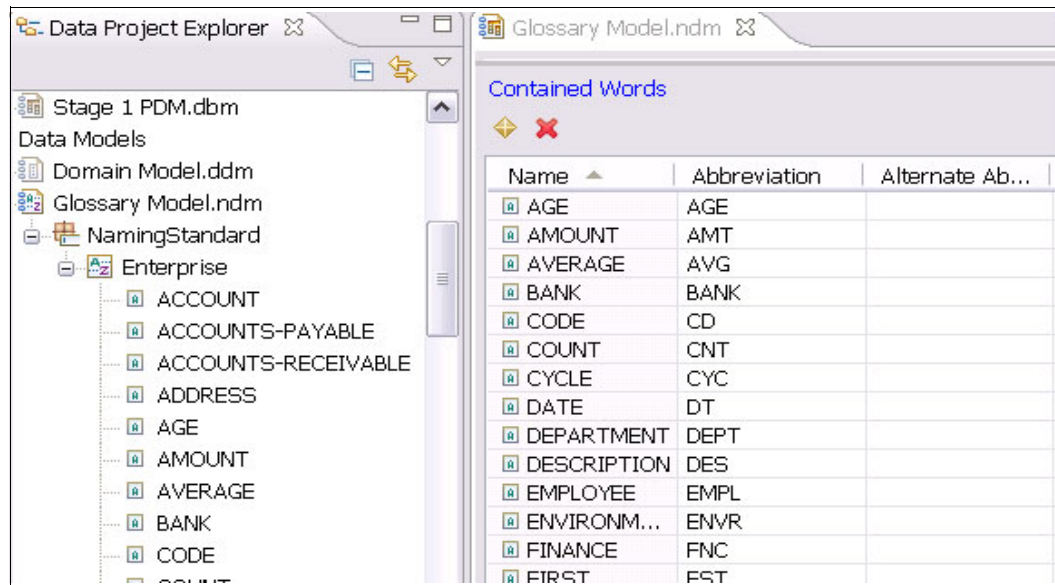 Data Project Explorer
Stage 1 PDM.dbm
Data Models
Domain Model.ddm
Glossary Model.ndm
NamingStandard
Enterprise
ACCOUNT
ACCOUNTS-PAYABLE
ACCOUNTS-RECEIVABLE
ADDRESS
AGE
AMOUNT
AVERAGE
BANK
CODE
COUNT
Glossary Model.ndm
Contained Words
Name Abbreviation Alternate Ab...
AGE AGE
AMOUNT AMT
AVERAGE AVG
BANK BANK
CODE CD
COUNT CNT
CYCLE CYC
DATE DT
DEPARTMENT DEPT
DESCRIPTION DES
EMPLOYEE EMPL
ENVIRONM... ENVR
FINANCE FNC
FIRST FST